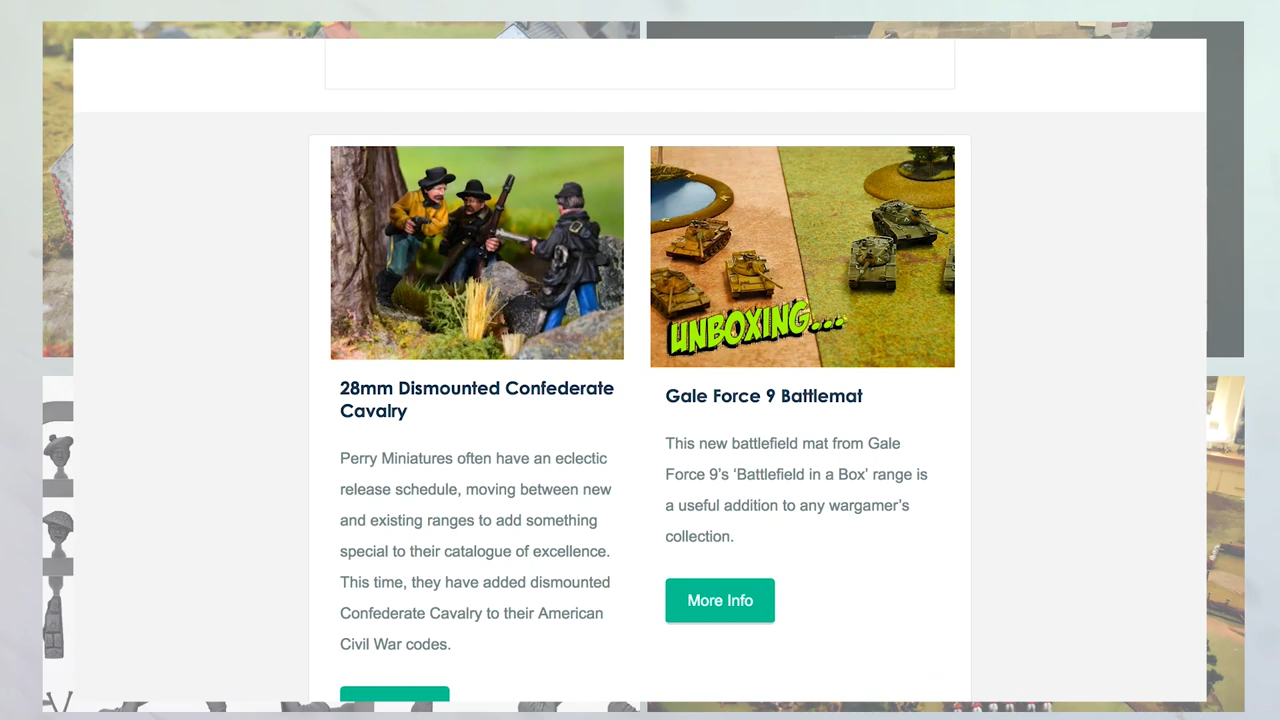 UNBOXING...
28mm Dismounted Confederate
Cavalry
Perry Miniatures often have an eclectic
release schedule, moving between new
and existing ranges to add something
special to their catalogue of excellence.
This time, they have added dismounted
Confederate Cavalry to their American
Civil War codes.
Gale Force 9 Battlemat
This new battlefield mat from Gale
Force 9’s ‘Battlefield in a Box’ range is
a useful addition to any wargamer’s
collection.
More Info